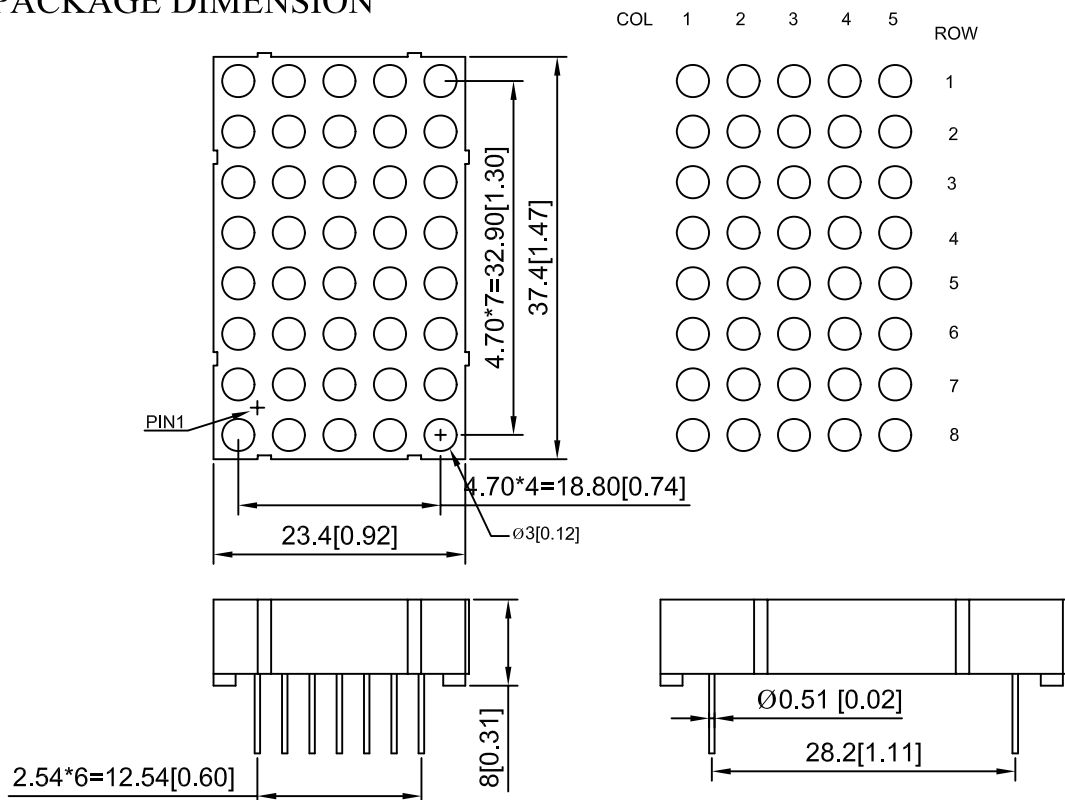 PACKAGE DIMENSION
COL 1 2 3 4 5
ROW
1
2
3
4
5
6
7
8
4.70*7=32.90[1.30]
37.4[1.47]
PIN1
4.70*4=18.80[0.74]
23.4[0.92]
Ø3[0.12]
8[0.31]
2.54*6=12.54[0.60]
Ø0.51 [0.02]
28.2[1.11]